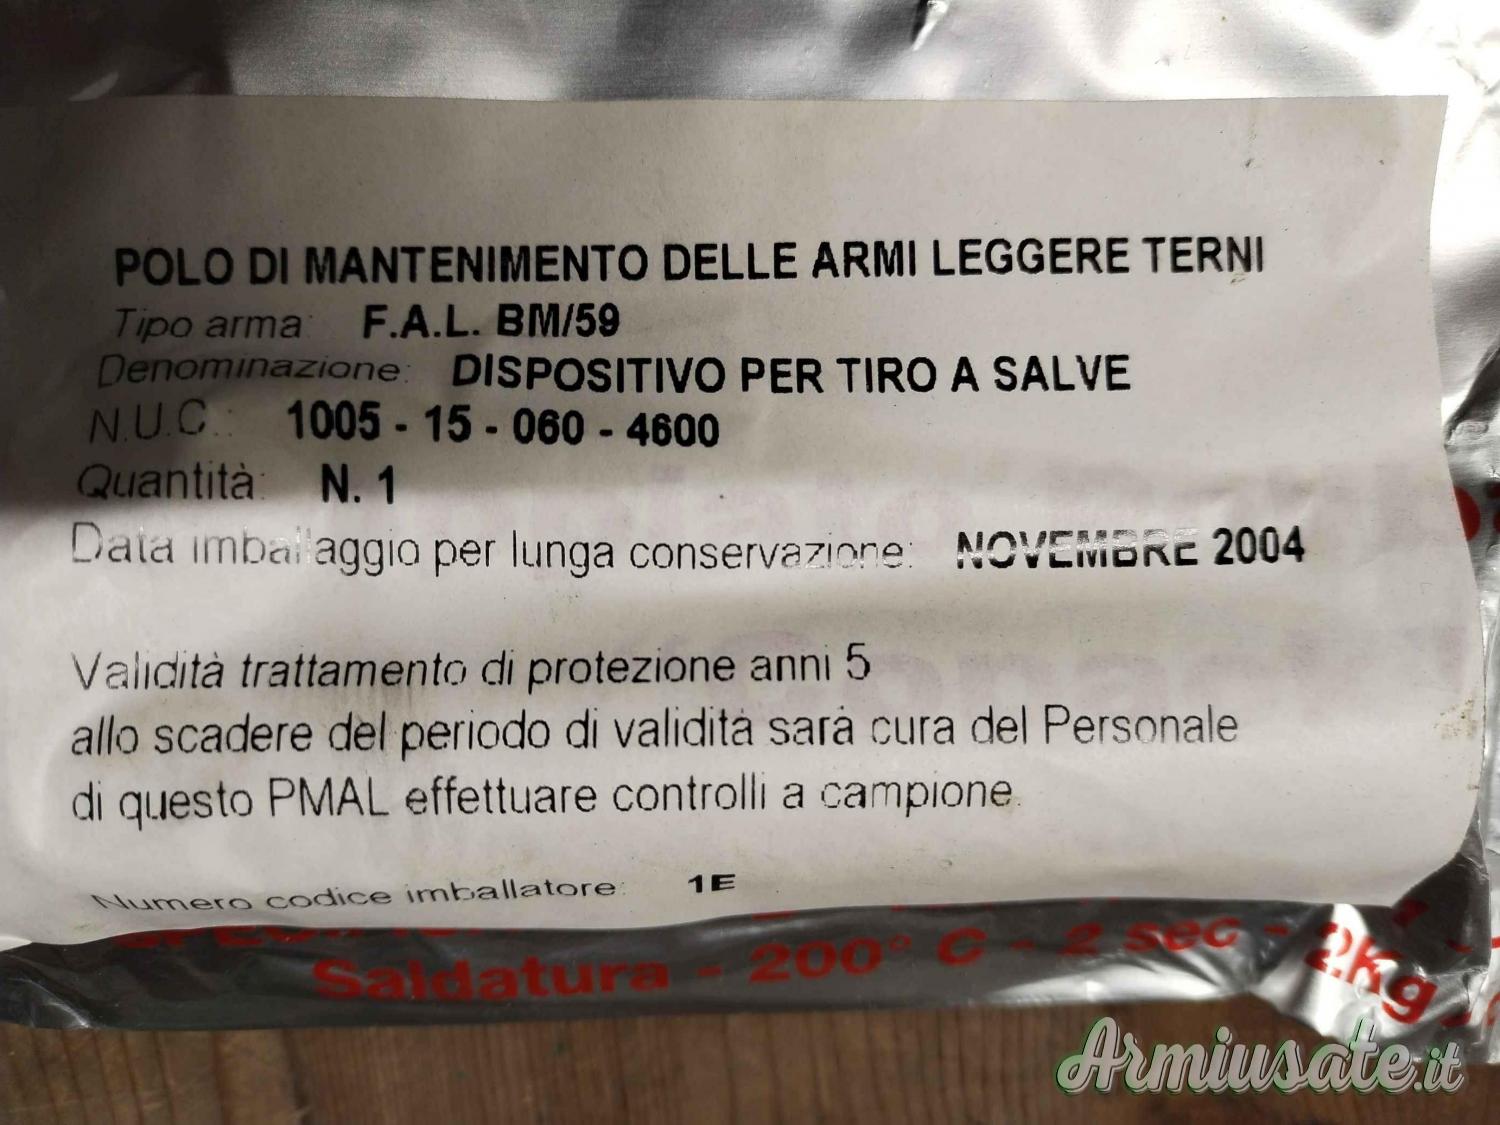 POLO DI MANTENIMENTO DELLE ARMI LEGGERE TERNI
Tipo arma: F.A.L. BM/59
Denominazione: DISPOSITIVO PER TIRO A SALVE
N.U.C.: 1005 - 15 - 060 - 4600
Quantità: N. 1
Data imballaggio per lunga conservazione: NOVEMBRE 2004
Validità trattamento di protezione anni 5
allo scadere del periodo di validità sarà cura del Personale
di questo PMAL effettuare controlli a campione.
Numero codice imballatore: 1E
Saldatura - 200° C - 2 sec - 2Kg
Armiusate.it